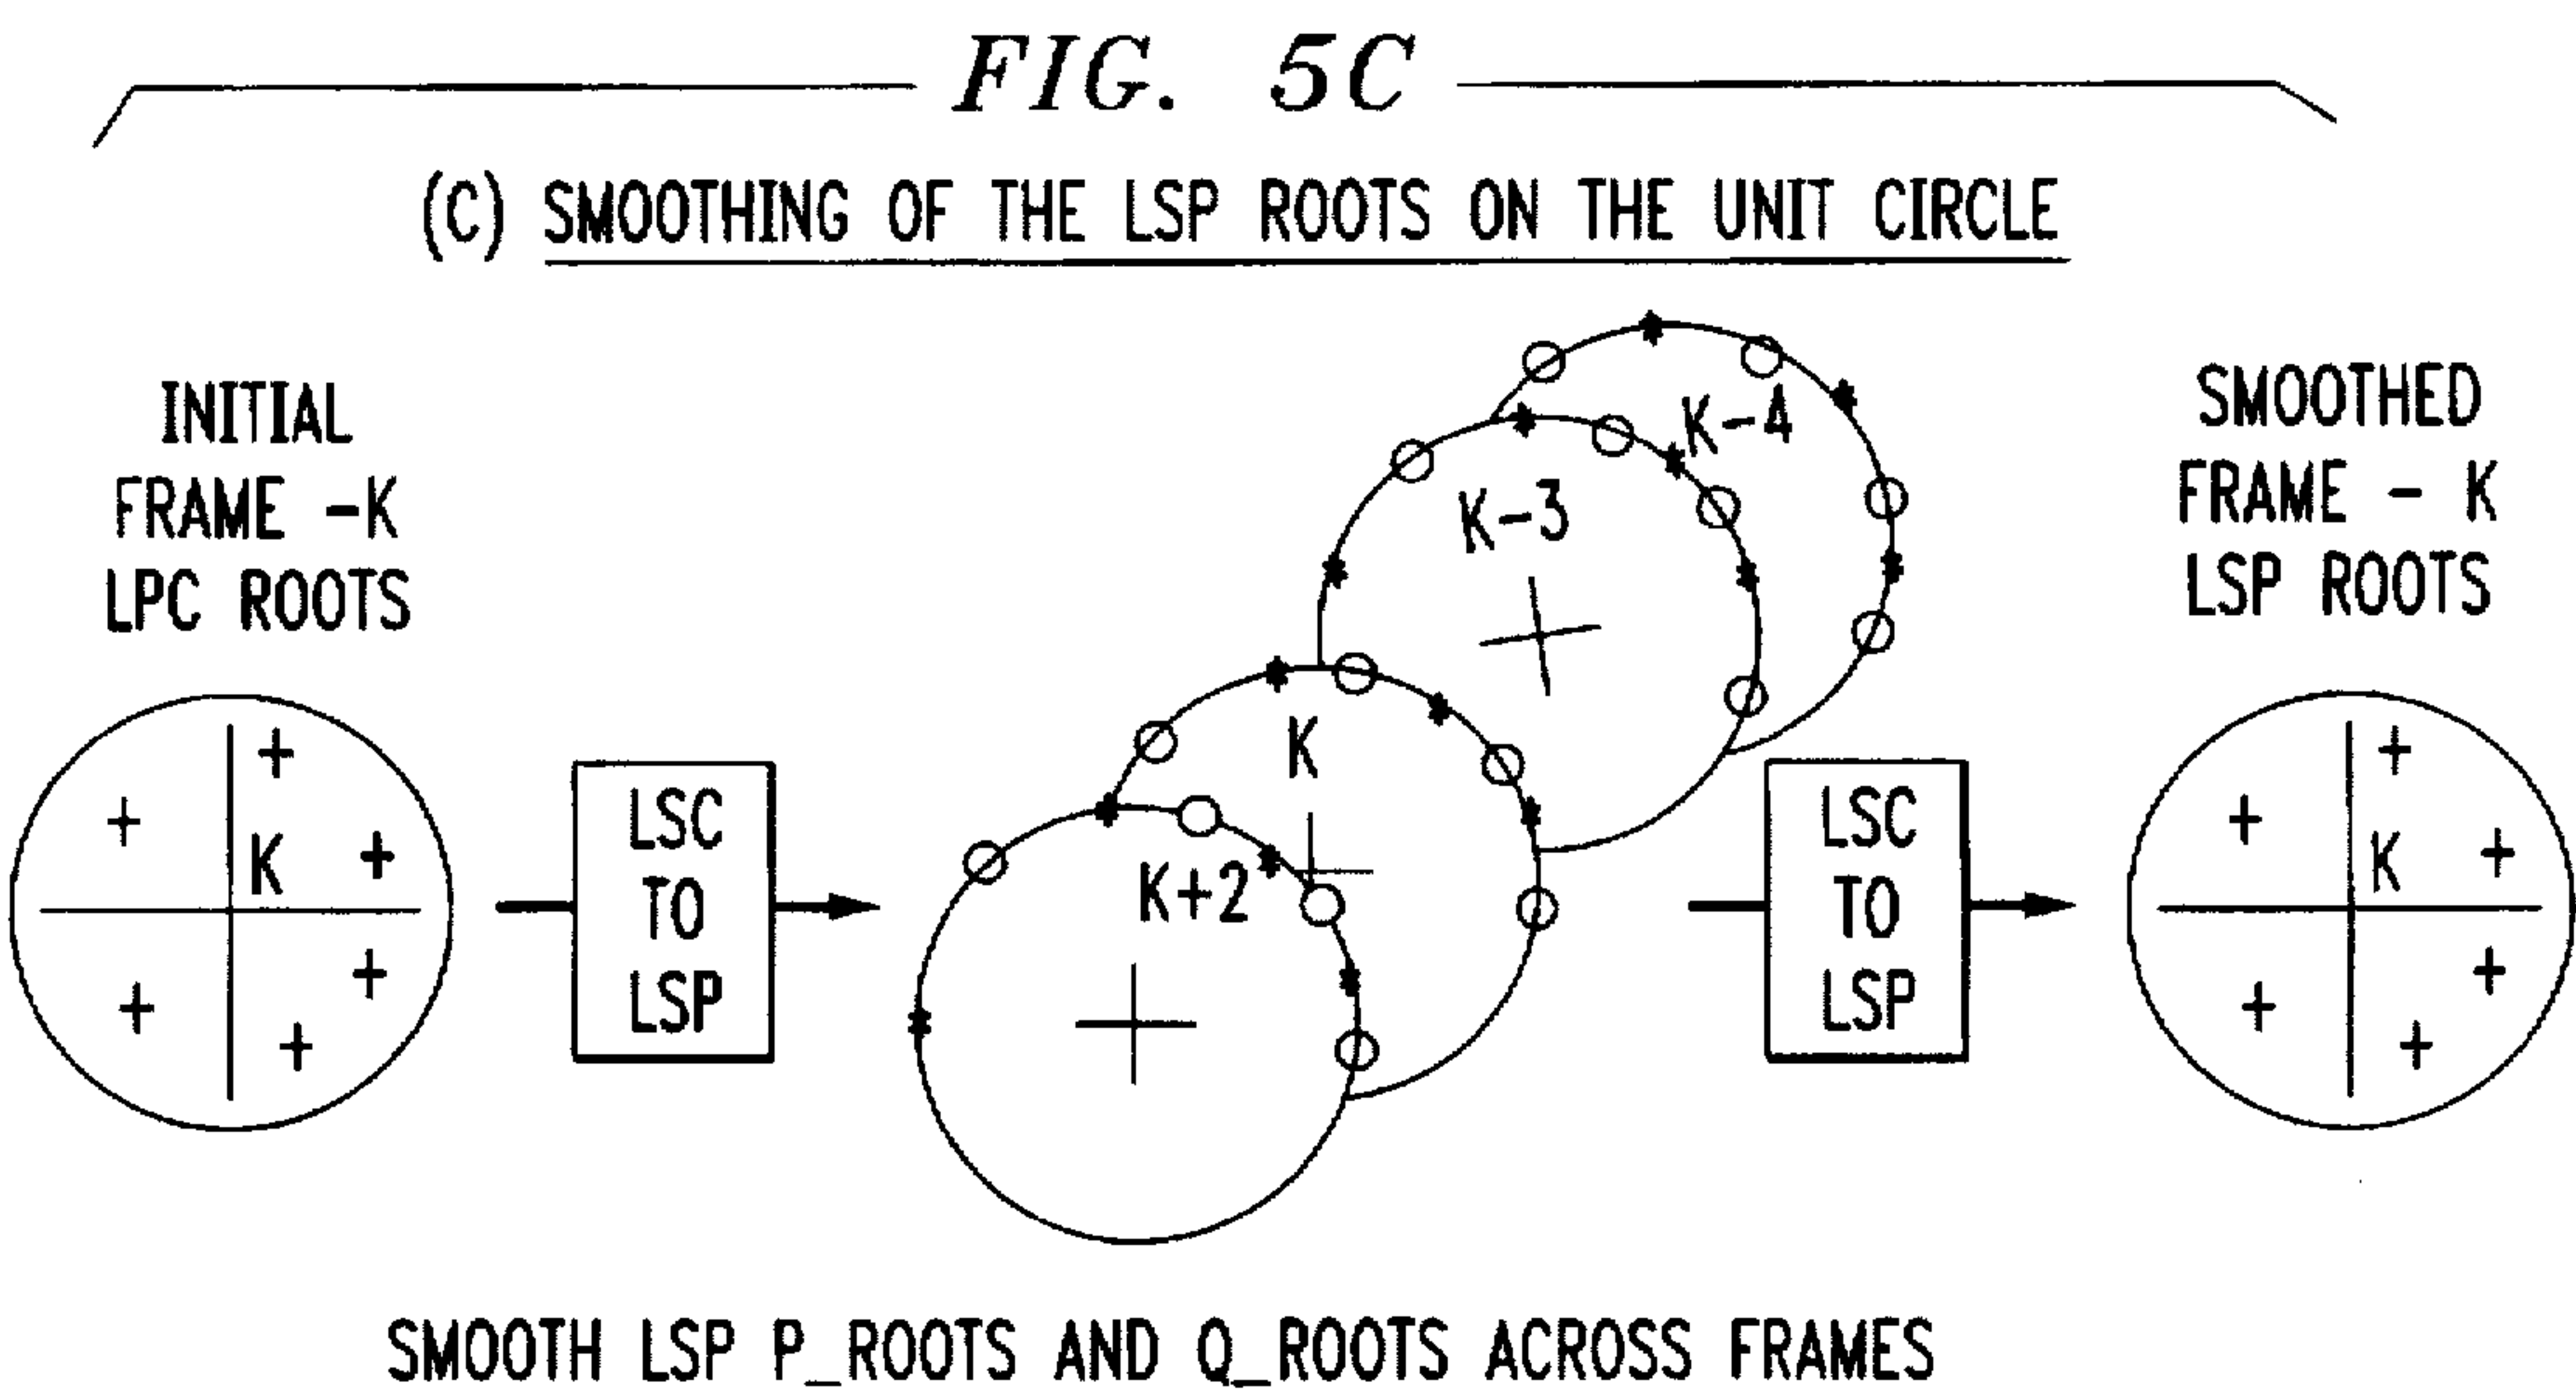 FIG. 5C
(C) SMOOTHING OF THE LSP ROOTS ON THE UNIT CIRCLE
INITIAL
FRAME -K
LPC ROOTS
K
LSC
TO
LSP
K+2
K
K-3
K-4
LSC
TO
LSP
SMOOTHED
FRAME - K
LSP ROOTS
K
SMOOTH LSP P_ROOTS AND Q_ROOTS ACROSS FRAMES